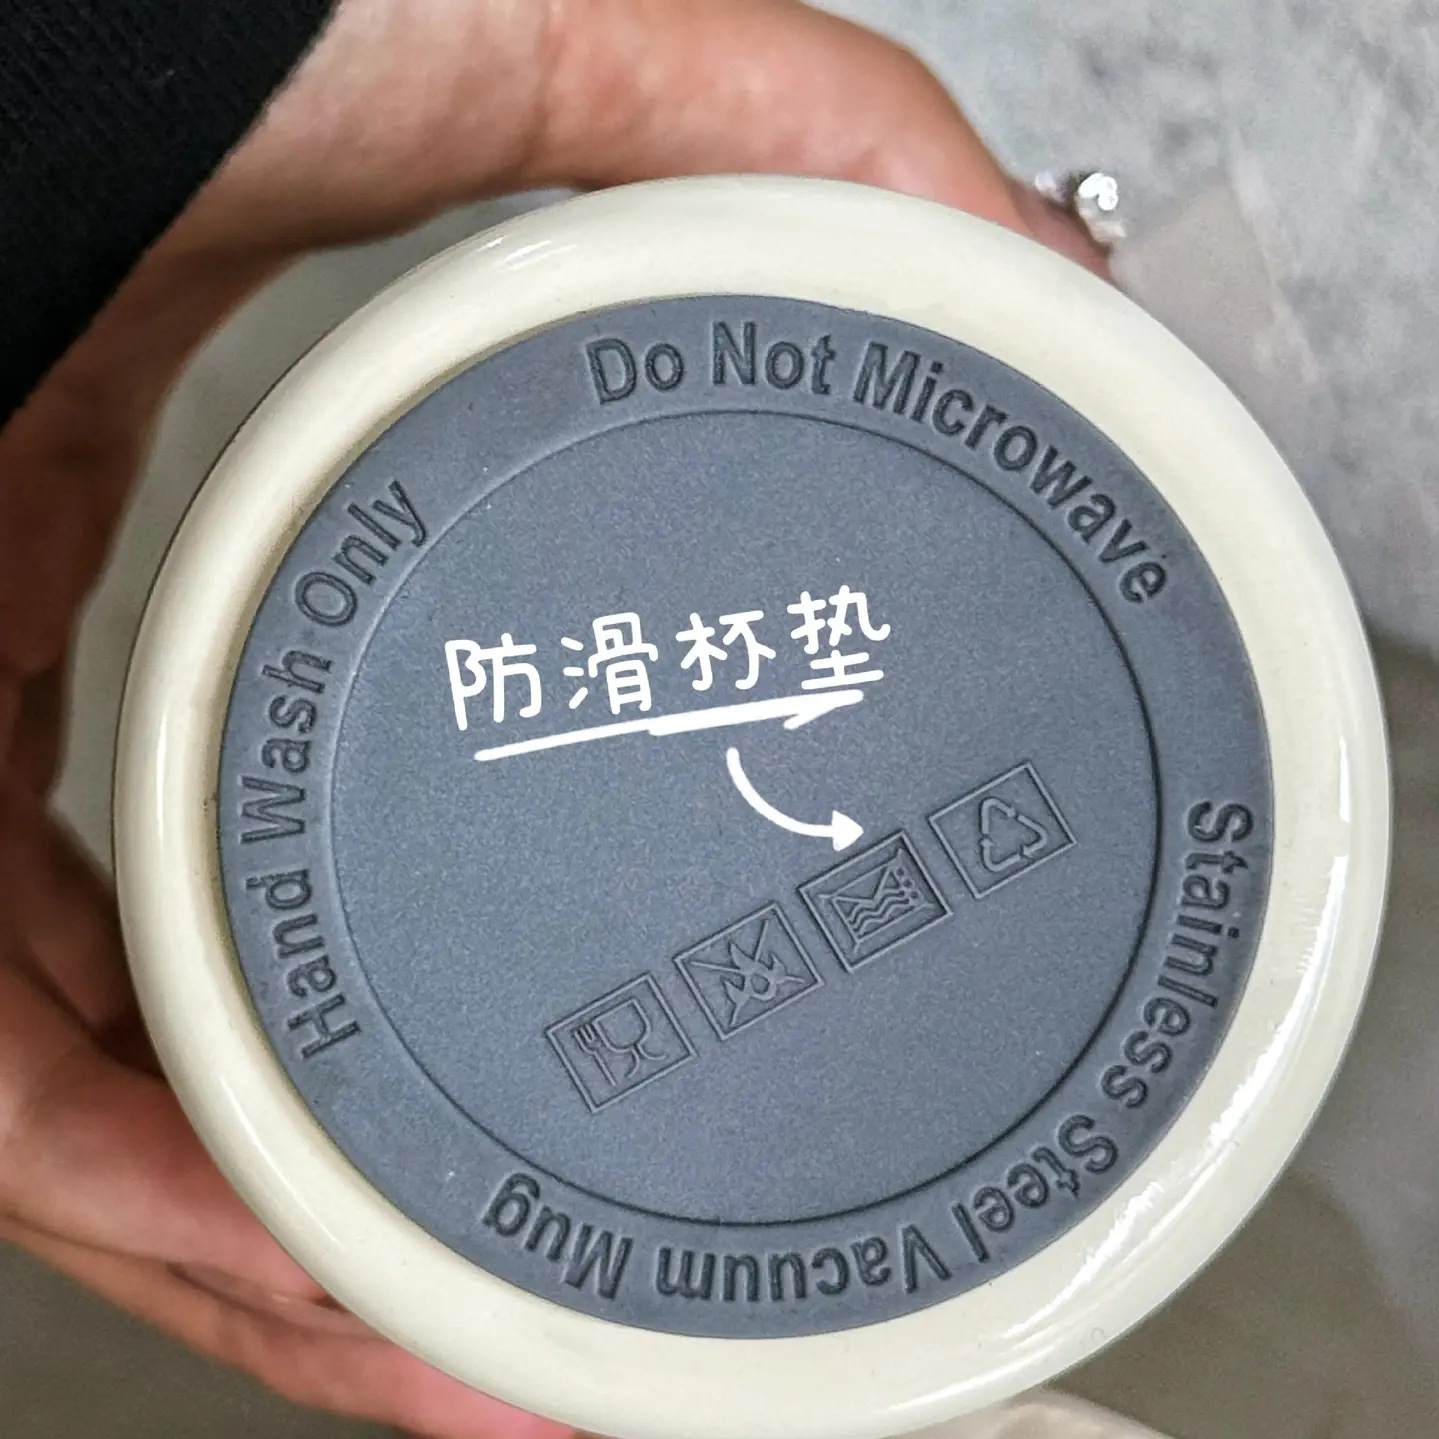 Do Not Microwave
Hand Wash Only
防滑杯垫
Stainless Steel Vacuum Mug